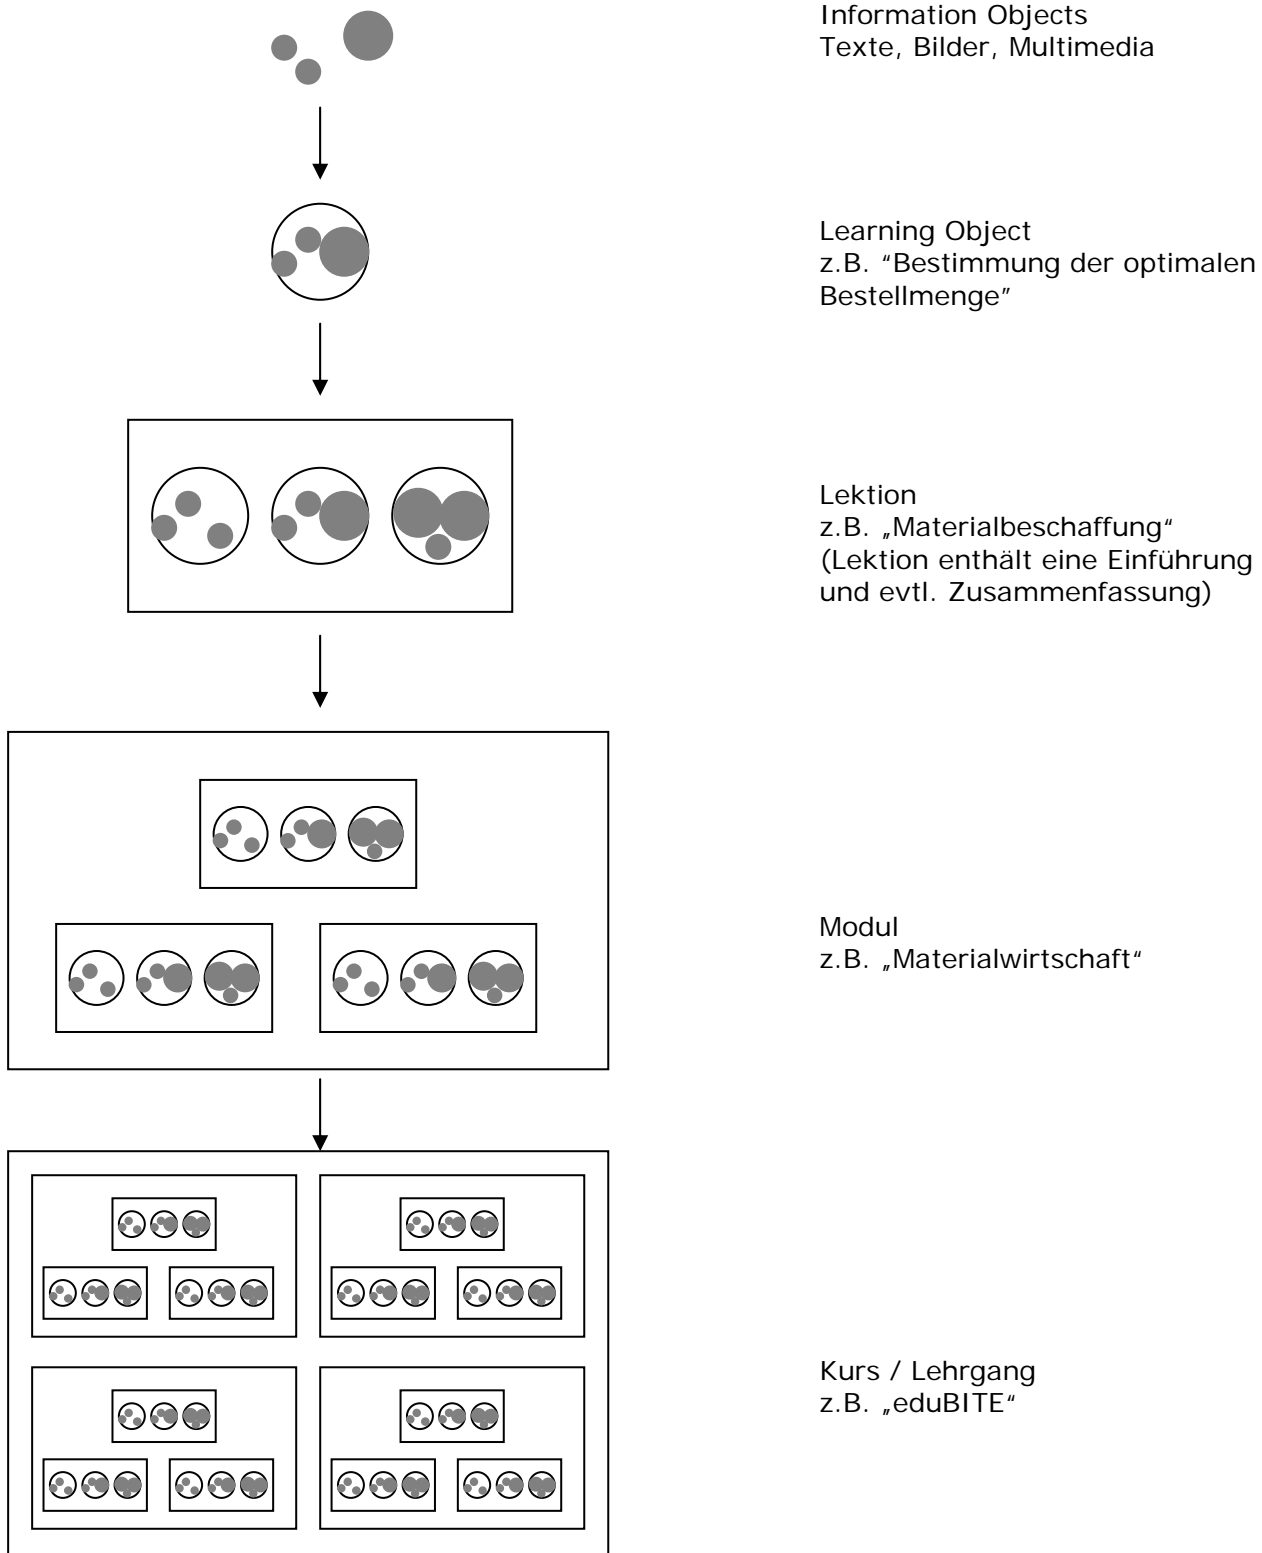 Information Objects
Texte, Bilder, Multimedia
Learning Object
z.B. “Bestimmung der optimalen
Bestellmenge”
Lektion
z.B. „Materialbeschaffung“
(Lektion enthält eine Einführung
und evtl. Zusammenfassung)
Modul
z.B. „Materialwirtschaft“
Kurs / Lehrgang
z.B. „eduBITE“